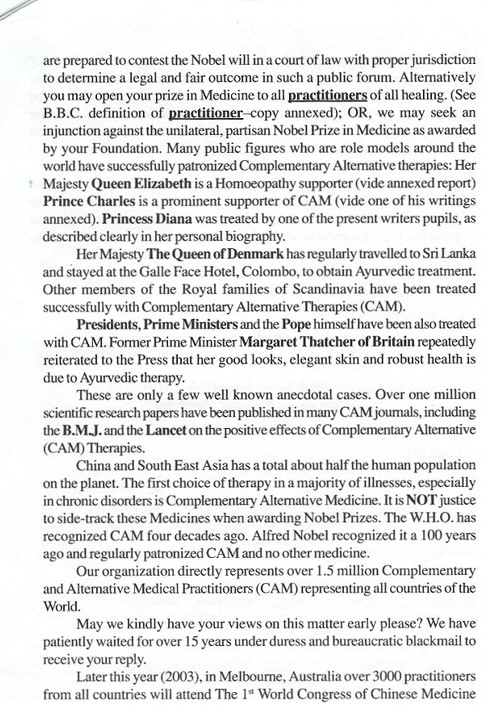 are prepared to contest the Nobel will in a court of law with proper jurisdiction
to determine a legal and fair outcome in such a public forum. Alternatively
you may open your prize in Medicine to all practitioners of all healing. (See
B.B.C. definition of practitioner–copy annexed); OR, we may seek an
injunction against the unilateral, partisan Nobel Prize in Medicine as awarded
by your Foundation. Many public figures who are role models around the
world have successfully patronized Complementary Alternative therapies: Her
Majesty Queen Elizabeth is a Homoeopathy supporter (vide annexed report)
Prince Charles is a prominent supporter of CAM (vide one of his writings
annexed). Princess Diana was treated by one of the present writers pupils, as
described clearly in her personal biography.
Her Majesty The Queen of Denmark has regularly travelled to Sri Lanka
and stayed at the Galle Face Hotel, Colombo, to obtain Ayurvedic treatment.
Other members of the Royal families of Scandinavia have been treated
successfully with Complementary Alternative Therapies (CAM).
Presidents, Prime Ministers and the Pope himself have been also treated
with CAM. Former Prime Minister Margaret Thatcher of Britain repeatedly
reiterated to the Press that her good looks, elegant skin and robust health is
due to Ayurvedic therapy.
These are only a few well known anecdotal cases. Over one million
scientific research papers have been published in many CAM journals, including
the B.M.J. and the Lancet on the positive effects of Complementary Alternative
(CAM) Therapies.
China and South East Asia has a total about half the human population
on the planet. The first choice of therapy in a majority of illnesses, especially
in chronic disorders is Complementary Alternative Medicine. It is NOT justice
to side-track these Medicines when awarding Nobel Prizes. The W.H.O. has
recognized CAM four decades ago. Alfred Nobel recognized it a 100 years
ago and regularly patronized CAM and no other medicine.
Our organization directly represents over 1.5 million Complementary
and Alternative Medical Practitioners (CAM) representing all countries of the
World.
May we kindly have your views on this matter early please? We have
patiently waited for over 15 years under duress and bureaucratic blackmail to
receive your reply.
Later this year (2003), in Melbourne, Australia over 3000 practitioners
from all countries will attend The 1st World Congress of Chinese Medicine